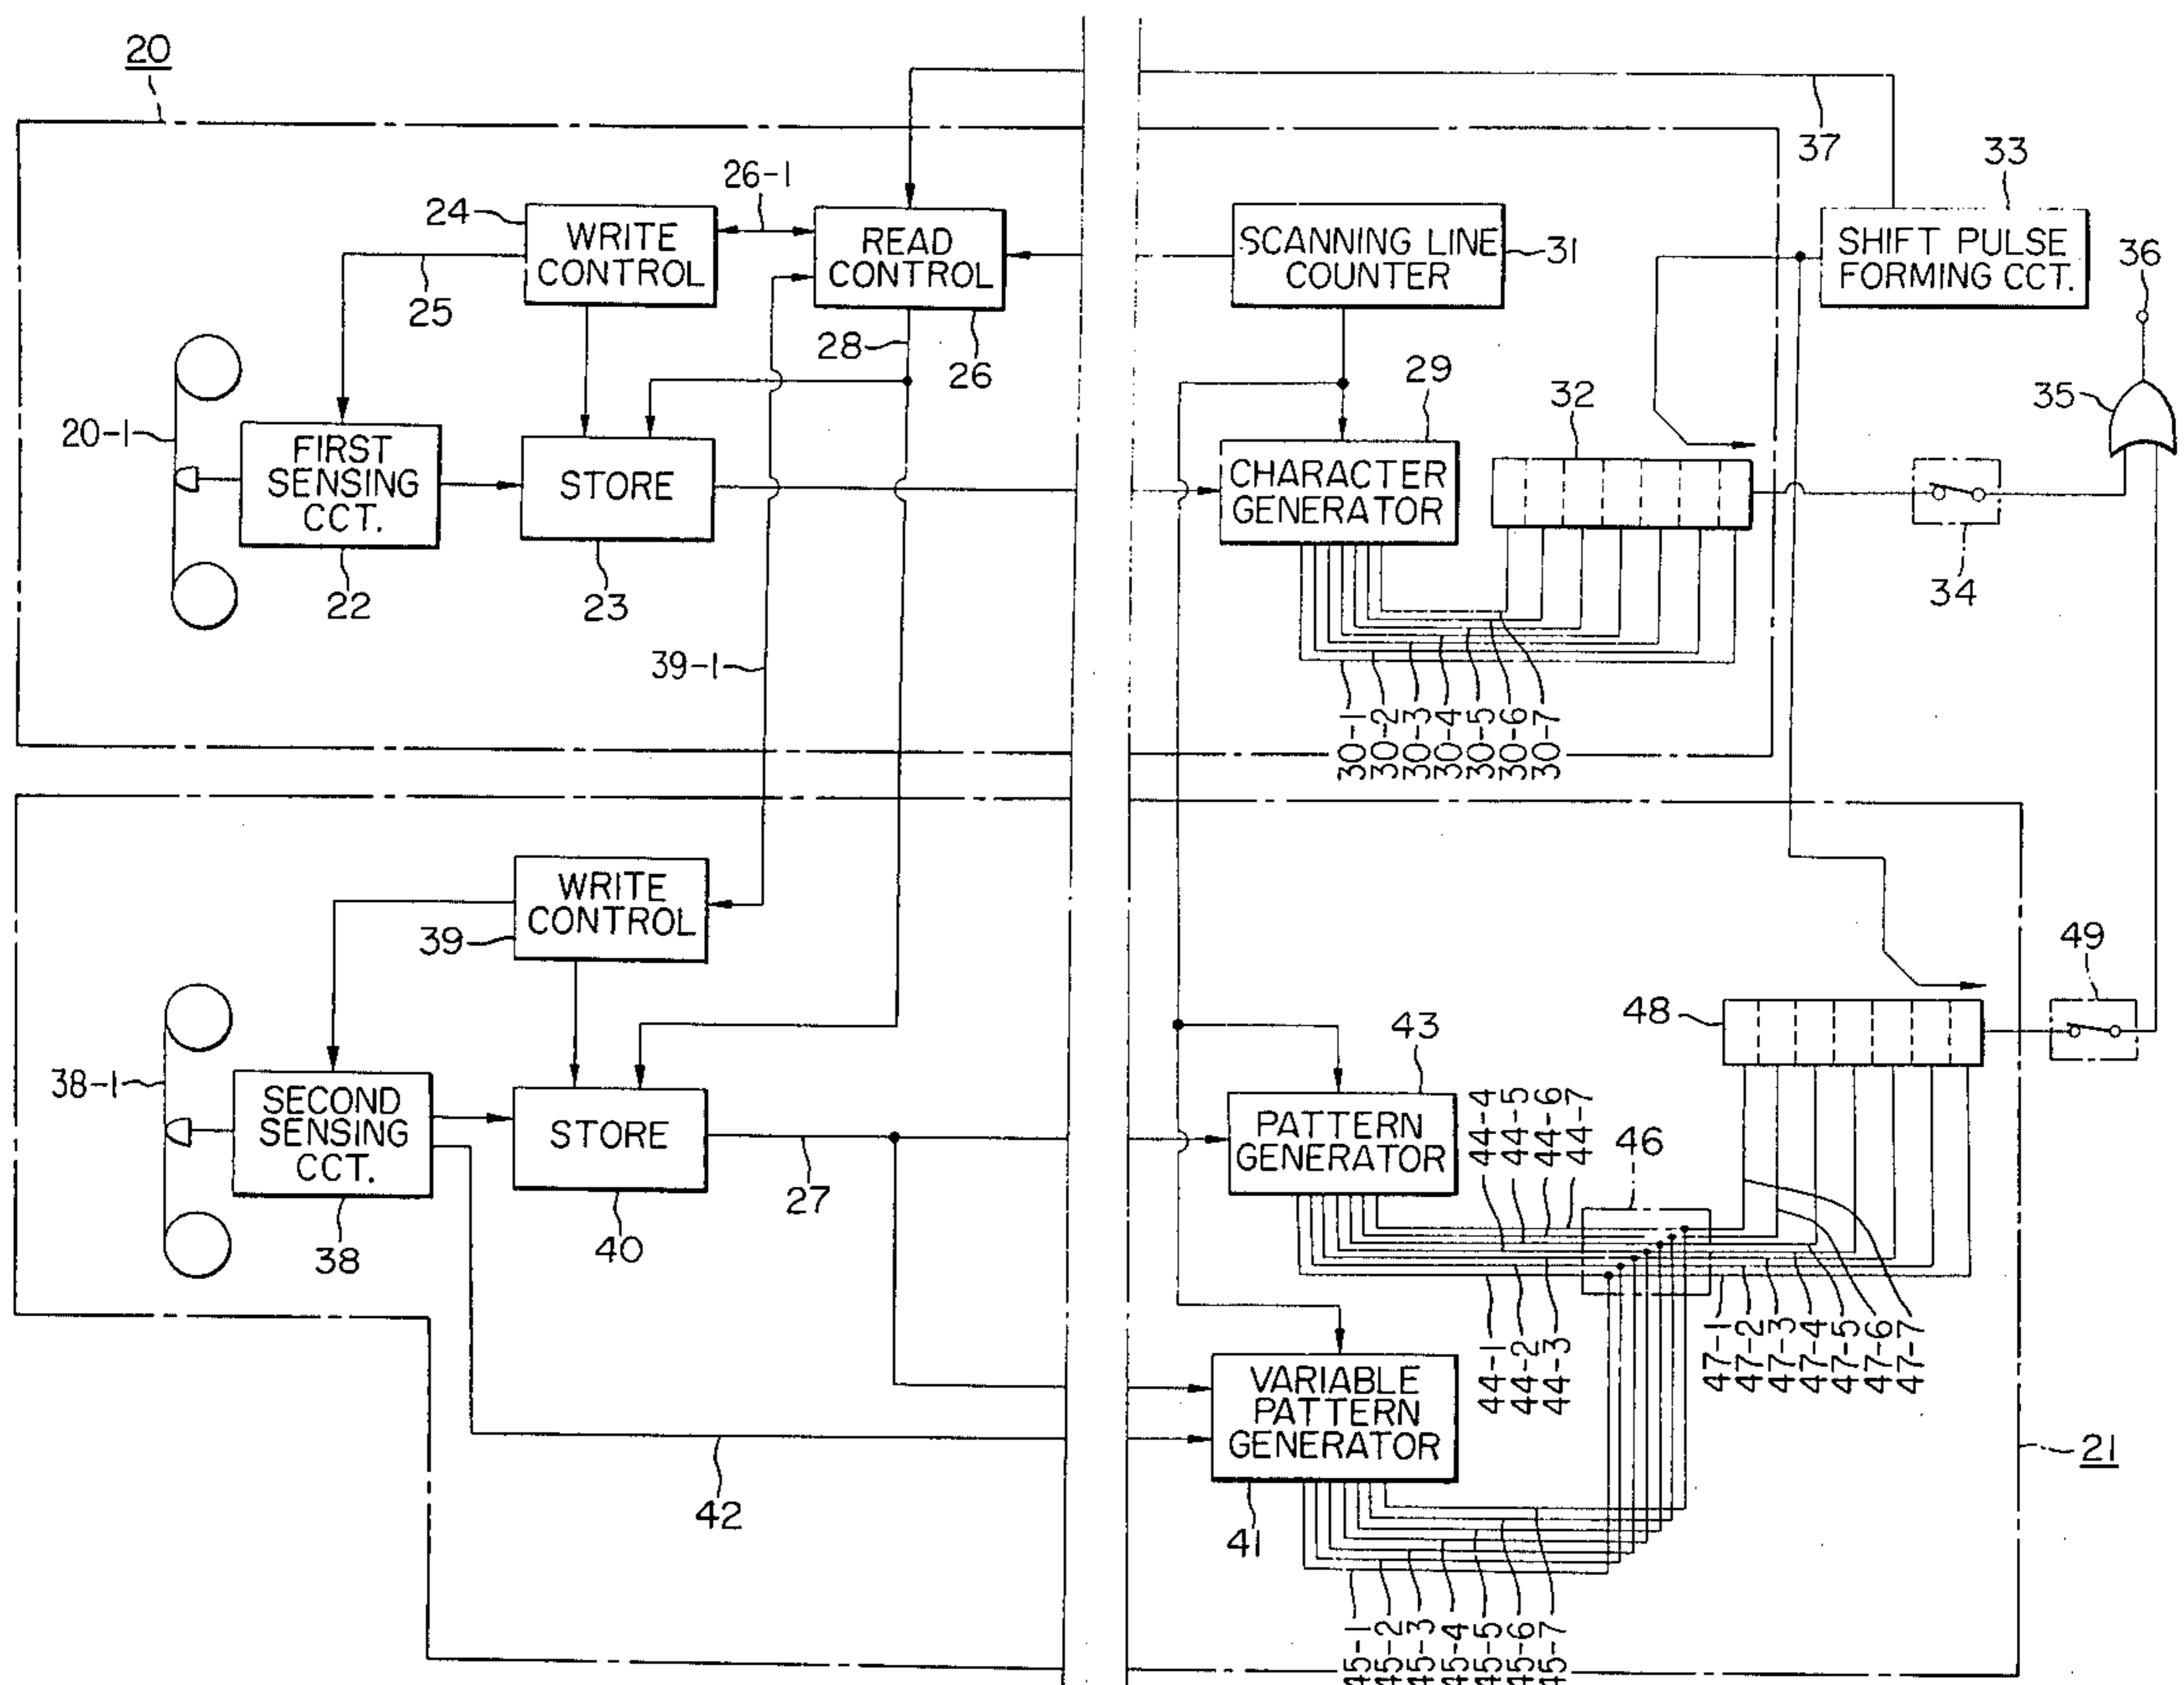 20
37
33
26-1
24
WRITE
CONTROL
READ
CONTROL
SCANNING LINE
COUNTER
31
SHIFT PULSE
FORMING CCT.
36
25
28
26
29
32
35
20-1
FIRST
SENSING
CCT.
STORE
CHARACTER
GENERATOR
22
23
34
39-1
30-1
30-2
30-3
30-4
30-5
30-6
30-7
WRITE
CONTROL
39
49
48
43
38-1
SECOND
SENSING
CCT.
STORE
PATTERN
GENERATOR
44-4
44-5
44-6
44-7
46
27
38
40
44-1
44-2
44-3
47-1
47-2
47-3
47-4
47-5
47-6
47-7
VARIABLE
PATTERN
GENERATOR
21
42
41
45-1
45-2
45-3
45-4
45-5
45-6
45-7